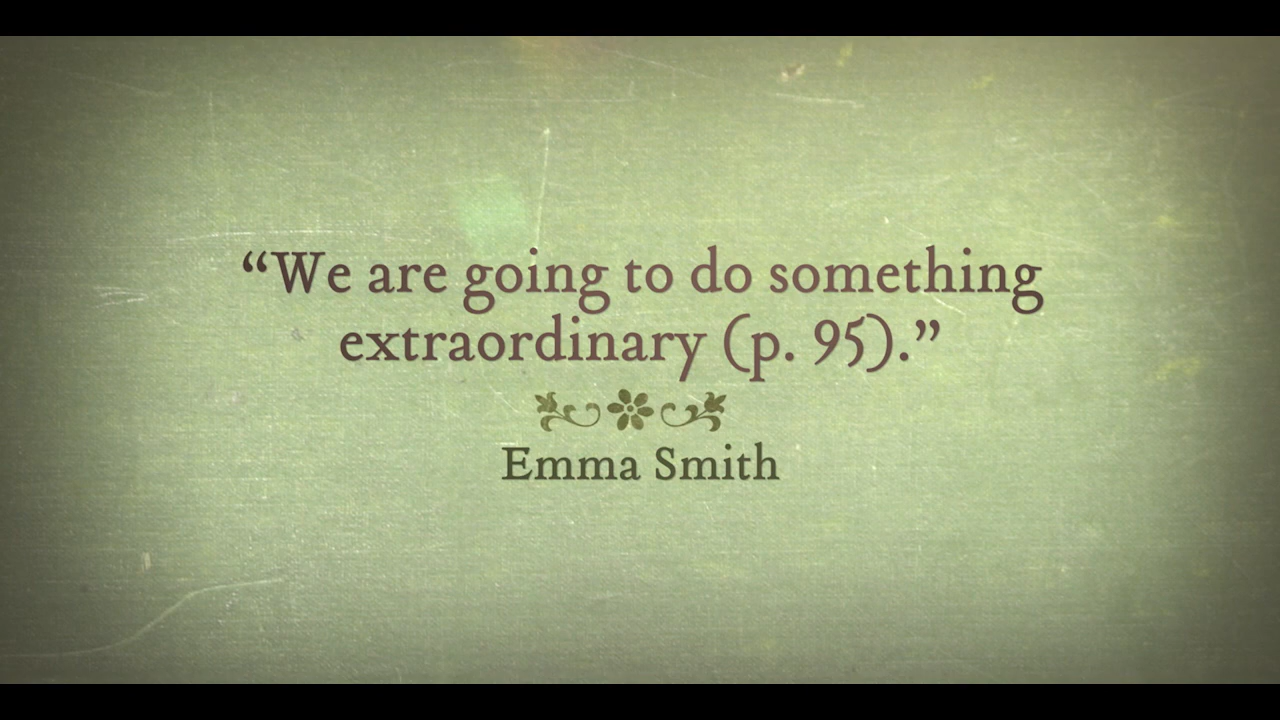 “We are going to do something
extraordinary (p. 95).”
Emma Smith